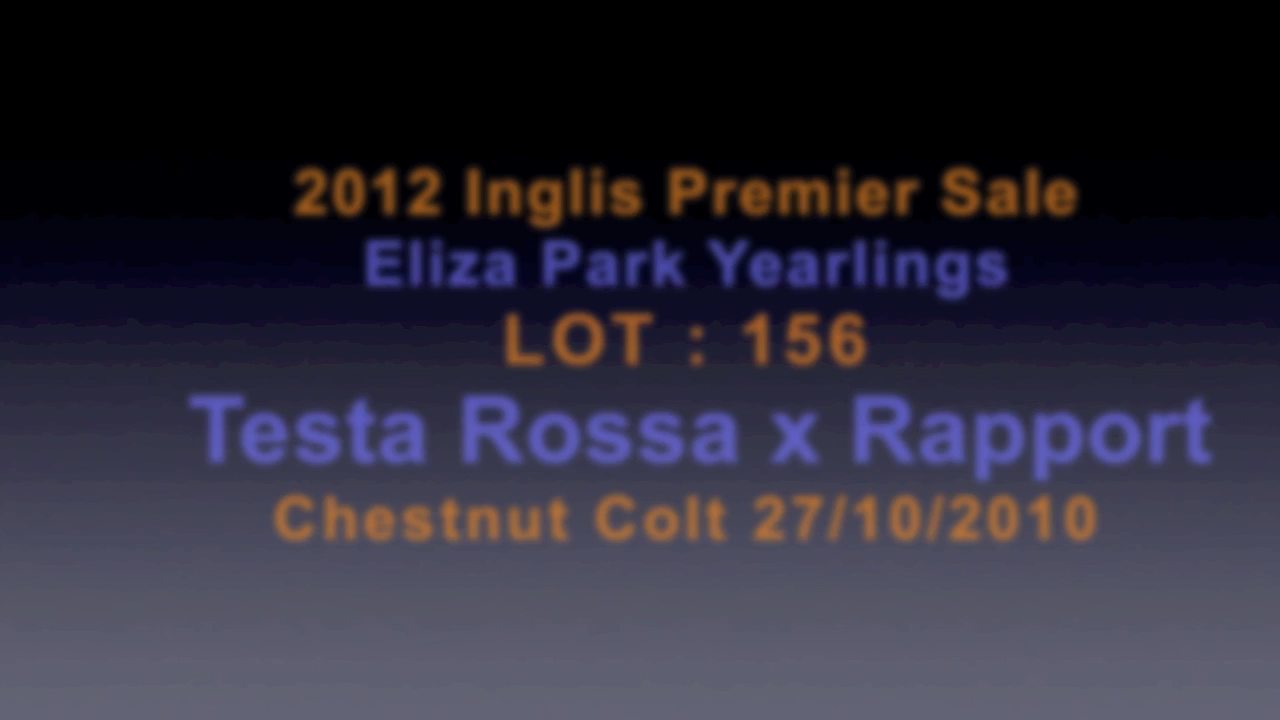 2012 Inglis Premier Sale
Eliza Park Yearlings
LOT : 156
Testa Rossa x Rapport
Chestnut Colt 27/10/2010